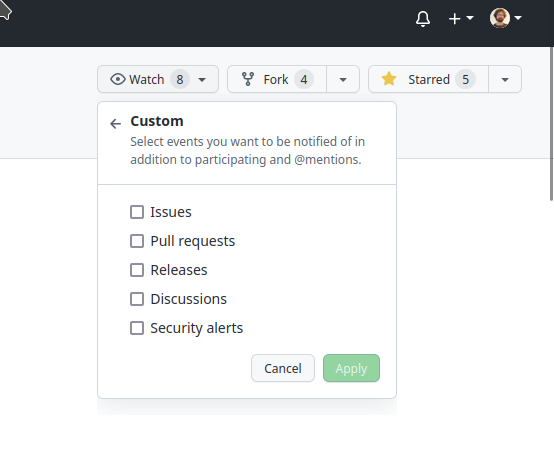 Watch 8 Fork 4 Starred 5
Custom
Select events you want to be notified of in
addition to participating and @mentions.
Issues
Pull requests
Releases
Discussions
Security alerts
Cancel Apply